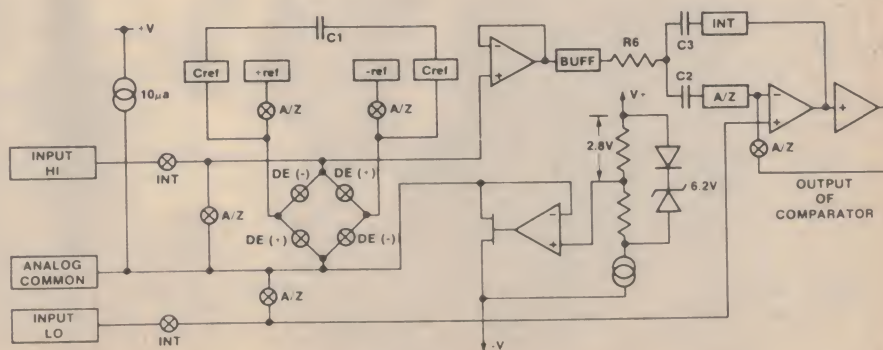 +V
10µa
C1
Cref
+ref
-ref
Cref
A/Z
A/Z
BUFF
R6
C3
INT
C2
A/Z
V+
2.8V
6.2V
A/Z
OUTPUT
OF
COMPARATOR
INPUT
HI
INT
A/Z
DE (-)
DE (+)
DE (+)
DE (-)
ANALOG
COMMON
A/Z
INPUT
LO
INT
-V